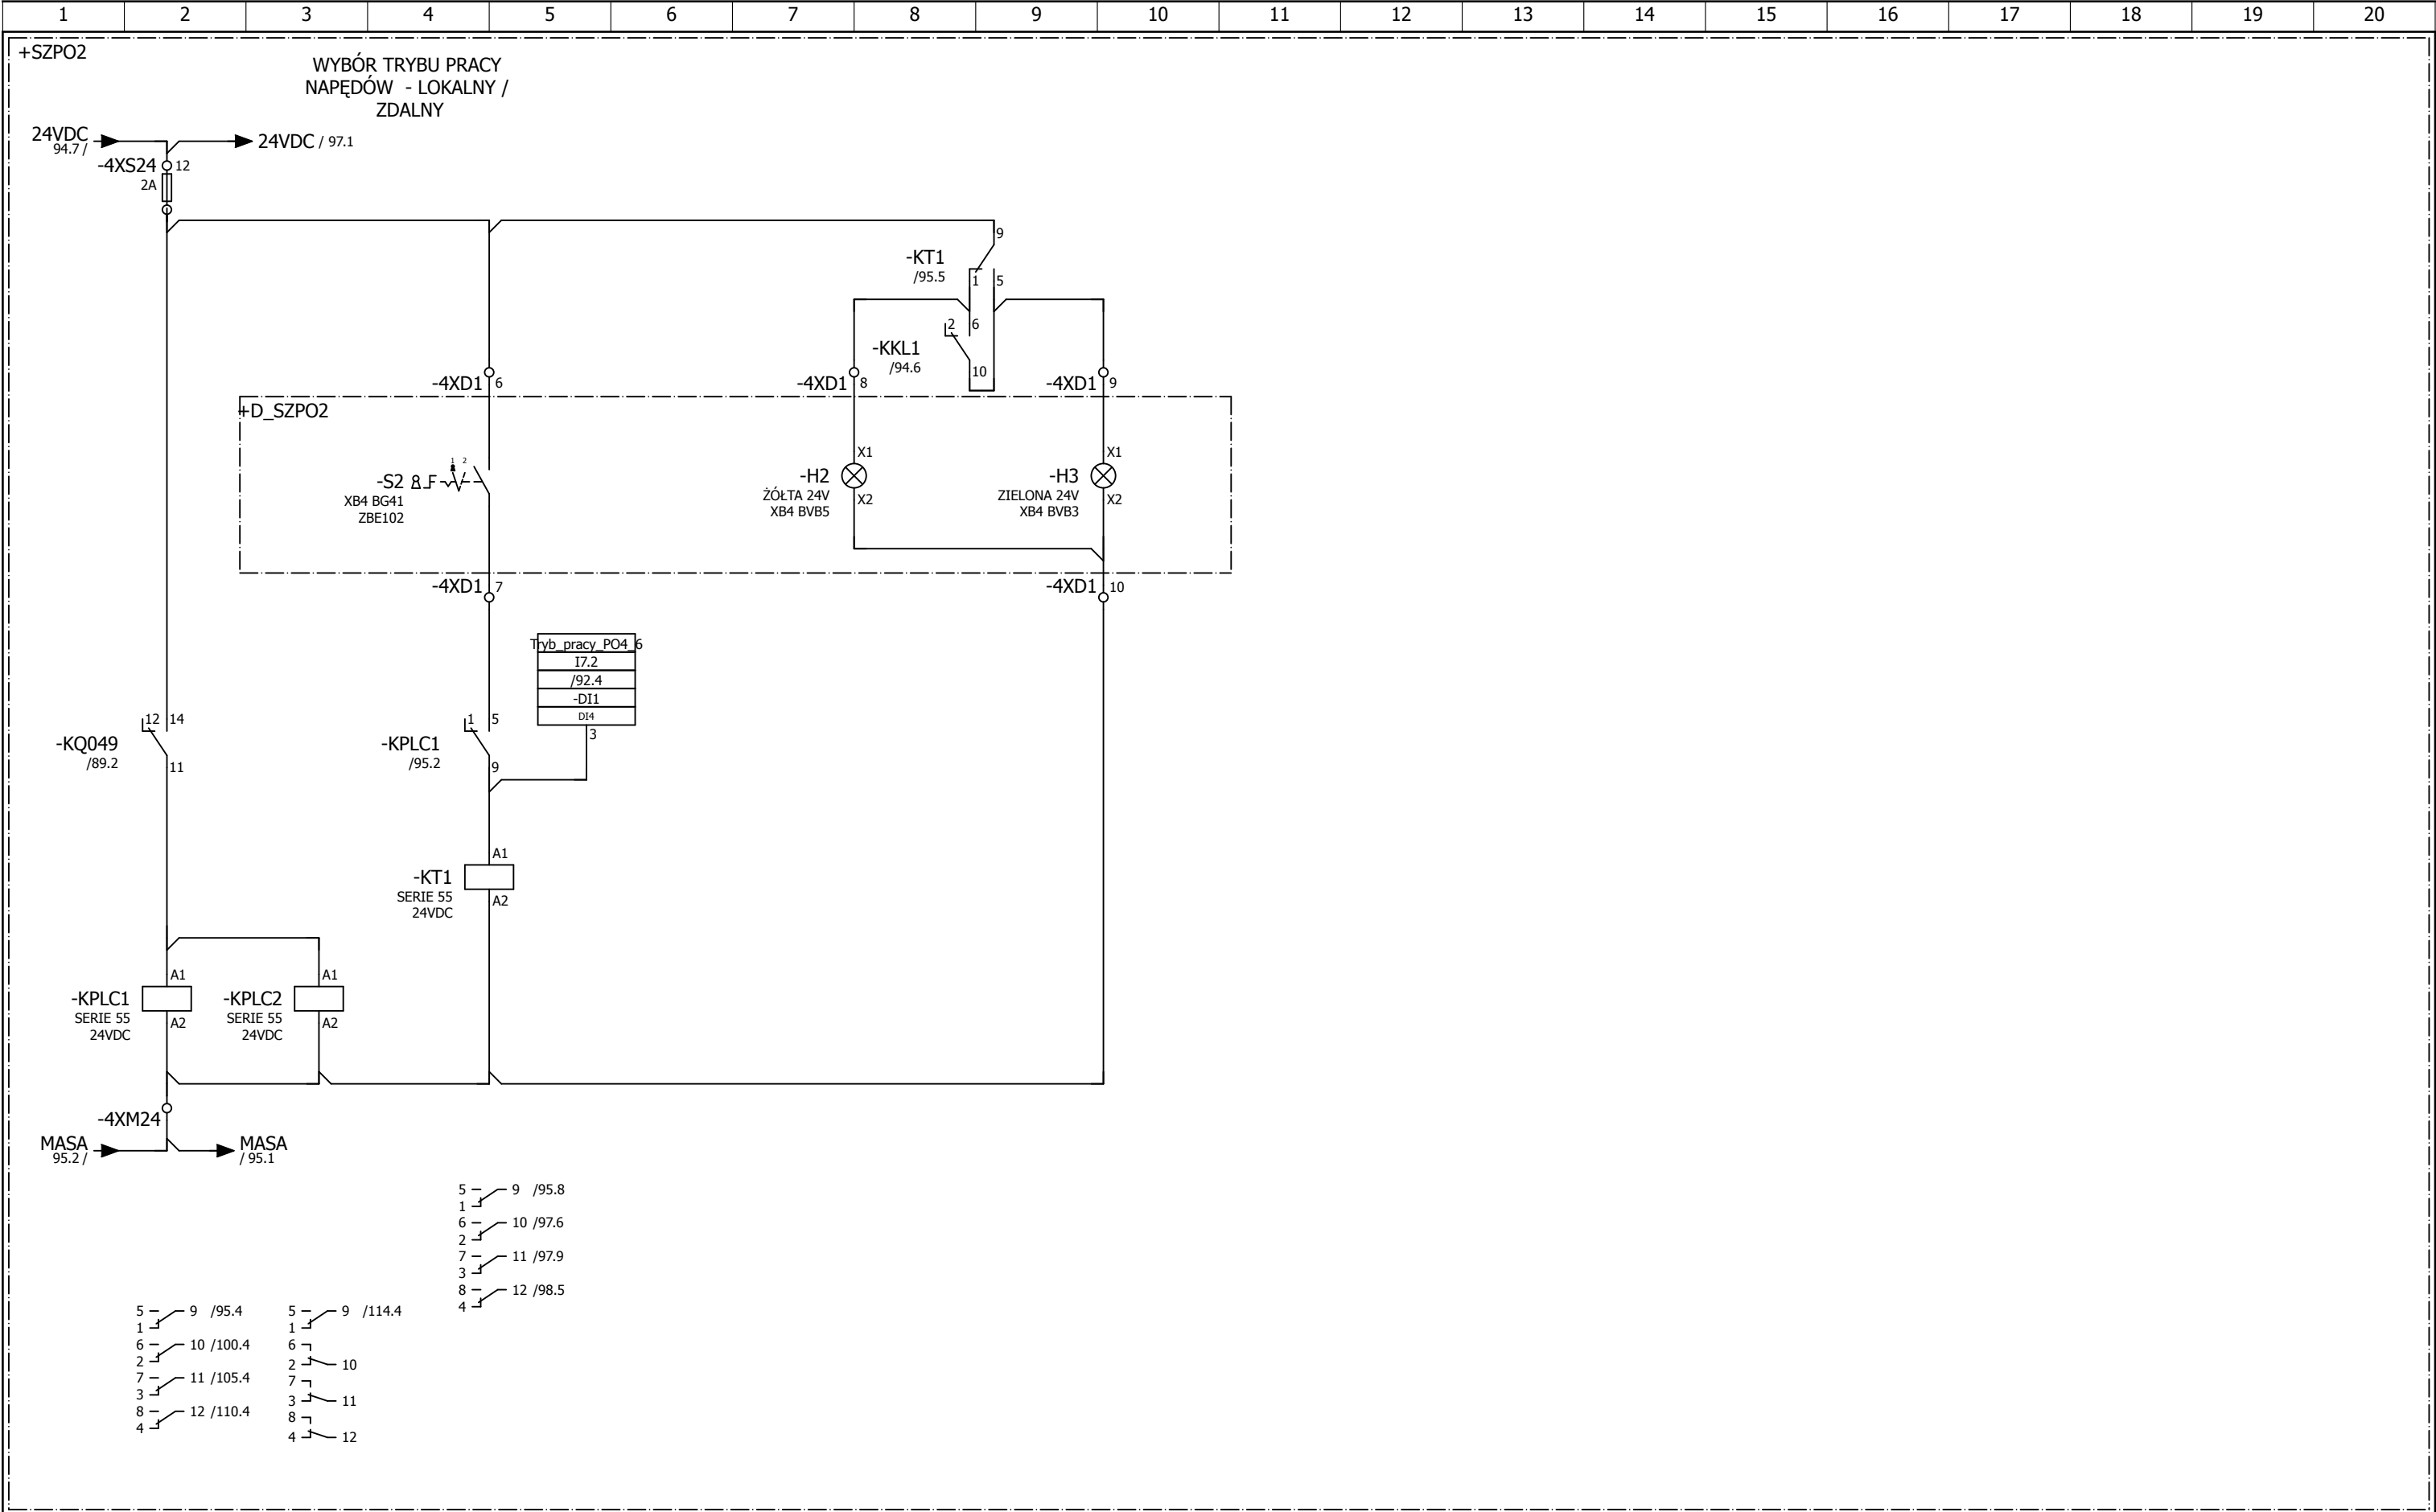 1 2 3 4 5 6 7 8 9 10 11 12 13 14 15 16 17 18 19 20
+SZPO2
WYBÓR TRYBU PRACY
NAPĘDÓW - LOKALNY /
ZDALNY
24VDC
94.7 /
24VDC / 97.1
-4XS24 12
2A
9
-KT1
/95.5
1 5
2 6
-KKL1
/94.6
10
-4XD1 6
-4XD1 8
-4XD1 9
+D_SZPO2
1 2
-S2
XB4 BG41
ZBE102
X1
-H2
ŻÓŁTA 24V
XB4 BVB5
X2
X1
-H3
ZIELONA 24V
XB4 BVB3
X2
-4XD1 7
-4XD1 10
Tryb_pracy_PO4_6
I7.2
/92.4
-DI1
DI4
3
12 14
-KQ049
/89.2
11
1 5
-KPLC1
/95.2
9
A1
-KT1
SERIE 55
24VDC
A2
A1
-KPLC1
SERIE 55
24VDC
A2
A1
-KPLC2
SERIE 55
24VDC
A2
-4XM24
MASA
95.2 /
MASA
/ 95.1
5 9 /95.8
1
6 10 /97.6
2
7 11 /97.9
3
8 12 /98.5
4
5 9 /95.4
1
6 10 /100.4
2
7 11 /105.4
3
8 12 /110.4
4
5 9 /114.4
1
6
2 10
7
3 11
8
4 12